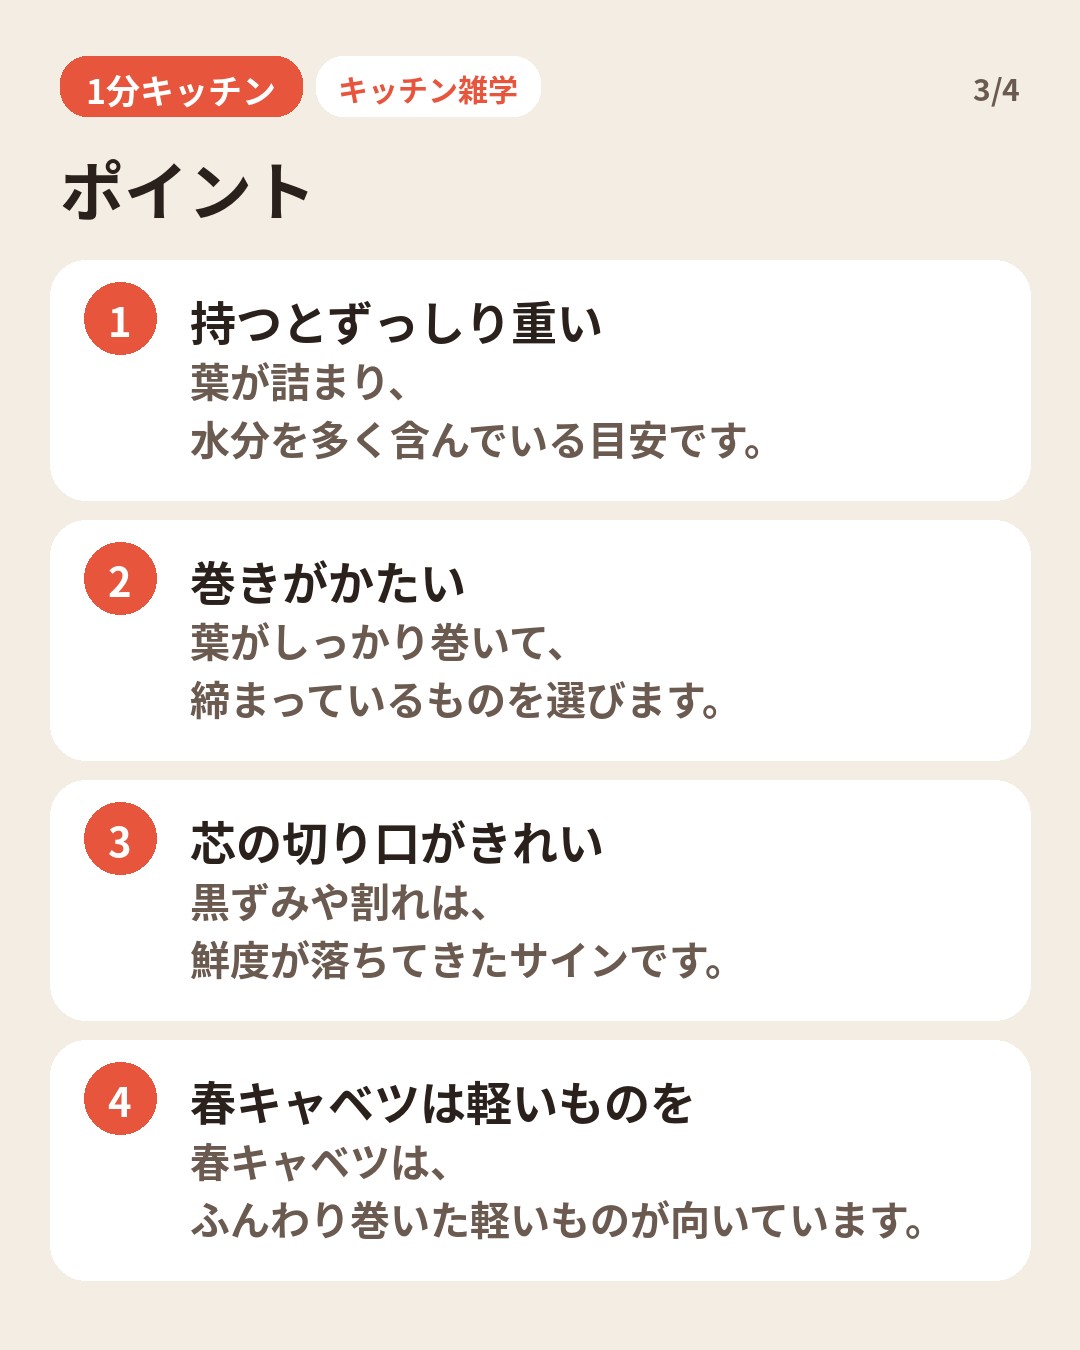 1分キッチン
キッチン雑学
3/4
ポイント
1
持つとずっしり重い
葉が詰まり、
水分を多く含んでいる目安です。
2
巻きがかたい
葉がしっかり巻いて、
締まっているものを選びます。
3
芯の切り口がきれい
黒ずみや割れは、
鮮度が落ちてきたサインです。
4
春キャベツは軽いものを
春キャベツは、
ふんわり巻いた軽いものが向いています。